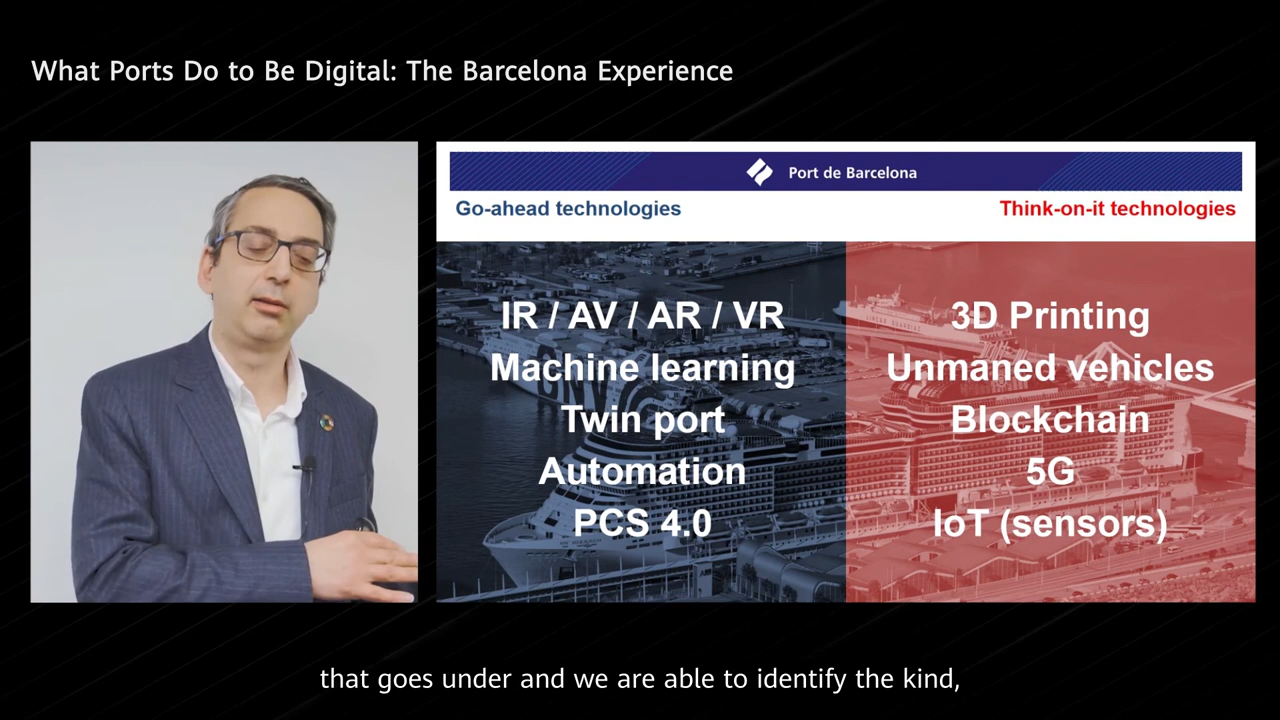 What Ports Do to Be Digital: The Barcelona Experience
Port de Barcelona
Go-ahead technologies
Think-on-it technologies
IR / AV / AR / VR
Machine learning
Twin port
Automation
PCS 4.0
3D Printing
Unmaned vehicles
Blockchain
5G
IoT (sensors)
that goes under and we are able to identify the kind,